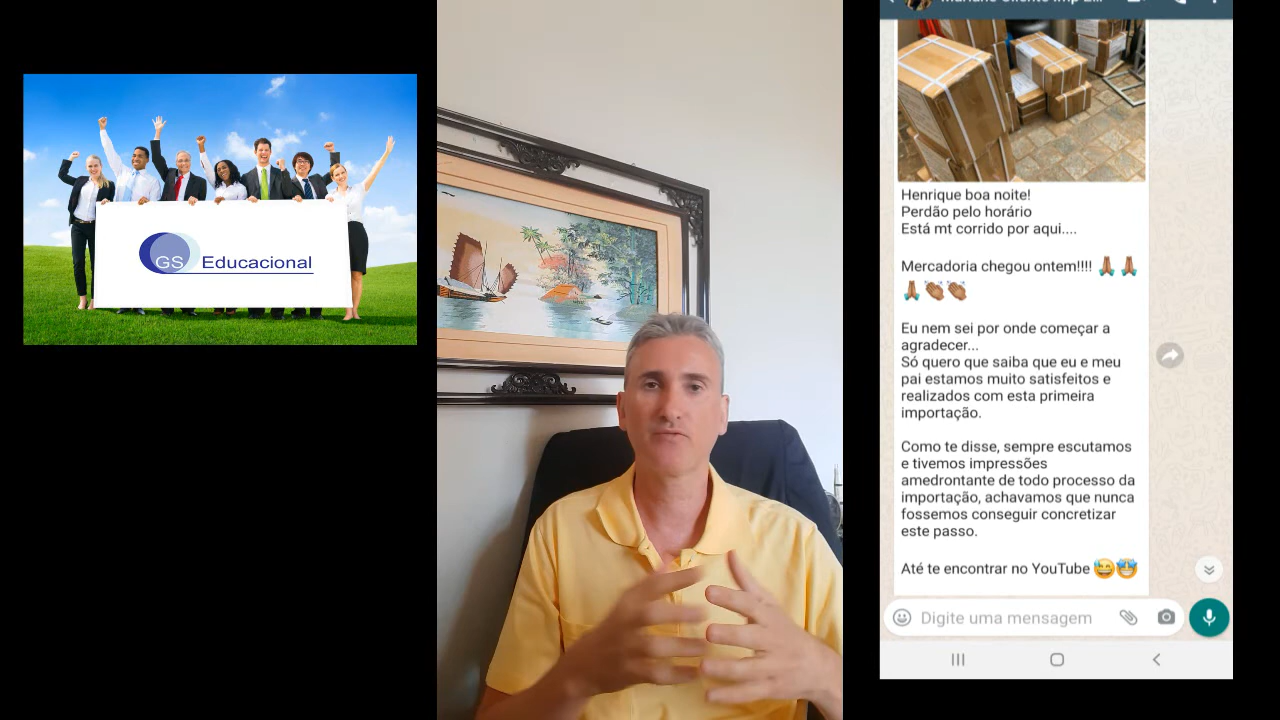 GS Educacional
Henrique boa noite!
Perdão pelo horário
Está mt corrido por aqui....
Mercadoria chegou ontem!!!! 🙏🏽 🙏🏽
🙏🏽 👏🏽👏🏽
Eu nem sei por onde começar a
agradecer...
Só quero que saiba que eu e meu
pai estamos muito satisfeitos e
realizados com esta primeira
importação.
Como te disse, sempre escutamos
e tivemos impressões
amedrontante de todo processo da
importação, achavamos que nunca
fossemos conseguir concretizar
este passo.
Até te encontrar no YouTube 😅🤩
Digite uma mensagem